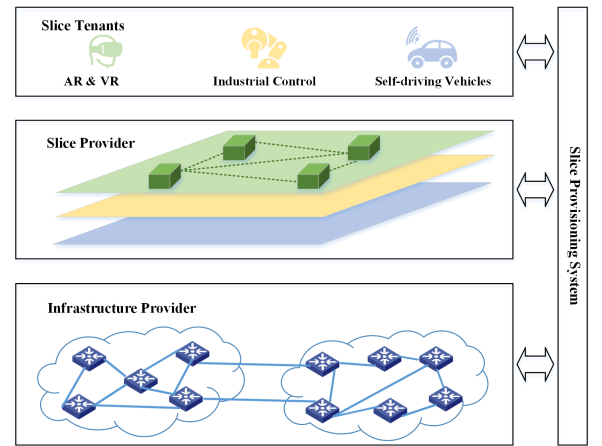 Slice Tenants
AR & VR
Industrial Control
Self-driving Vehicles
Slice Provider
Infrastructure Provider
Slice Provisioning System